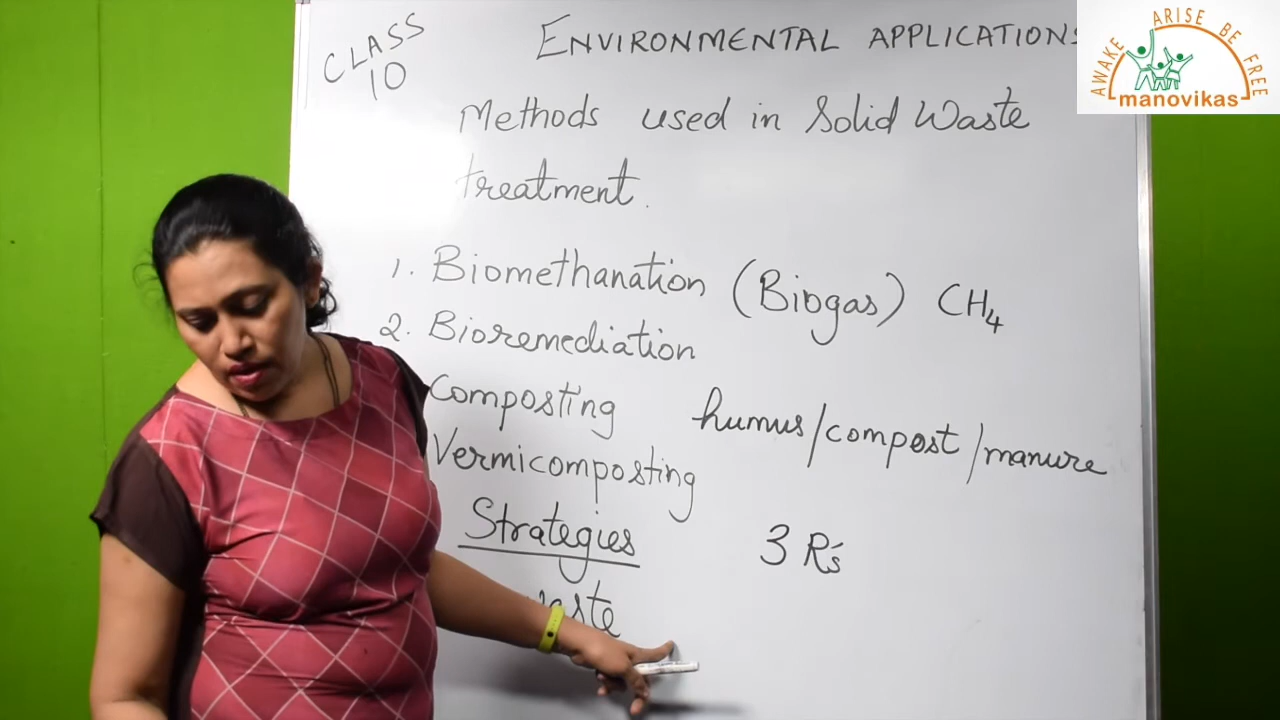 CLASS
10
ENVIRONMENTAL APPLICATIONS
Methods used in Solid Waste
treatment.
1. Biomethanation (Biogas) CH4
2. Bioremediation
Composting humus/compost/manure
Vermicomposting
Strategies 3 R's
AWAKE ARISE BE FREE
manovikas